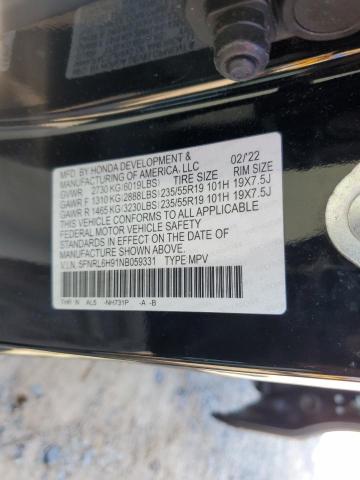 MFD. BY HONDA DEVELOPMENT & 02/'22
MANUFACTURING OF AMERICA, LLC
GVWR 2730 KG(6019LBS) TIRE SIZE RIM SIZE
GAWR F 1310 KG(2888LBS) 235/55R19 101H 19X7.5J
GAWR R 1465 KG(3230LBS) 235/55R19 101H 19X7.5J
THIS VEHICLE CONFORMS TO ALL APPLICABLE
FEDERAL MOTOR VEHICLE SAFETY STANDARDS
IN EFFECT ON THE DATE OF
MANUFACTURE SHOWN ABOVE.
V.I.N. 5FNRL6H91NB059331 TYPE MPV
THR N AL5 -NH731P -A -B